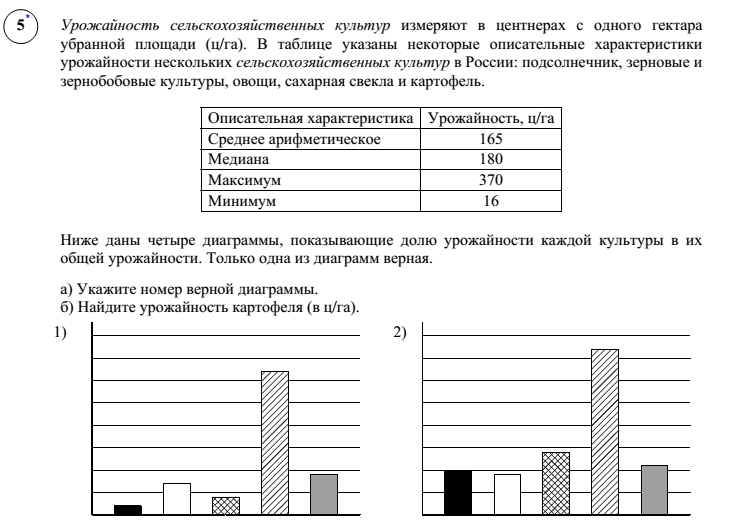 5*
Урожайность сельскохозяйственных культур измеряют в центнерах с одного гектара
убранной площади (ц/га). В таблице указаны некоторые описательные характеристики
урожайности нескольких сельскохозяйственных культур в России: подсолнечник, зерновые и
зернобобовые культуры, овощи, сахарная свекла и картофель.
Описательная характеристика Урожайность, ц/га
Среднее арифметическое 165
Медиана 180
Максимум 370
Минимум 16
Ниже даны четыре диаграммы, показывающие долю урожайности каждой культуры в их
общей урожайности. Только одна из диаграмм верная.
а) Укажите номер верной диаграммы.
б) Найдите урожайность картофеля (в ц/га).
1) 2)